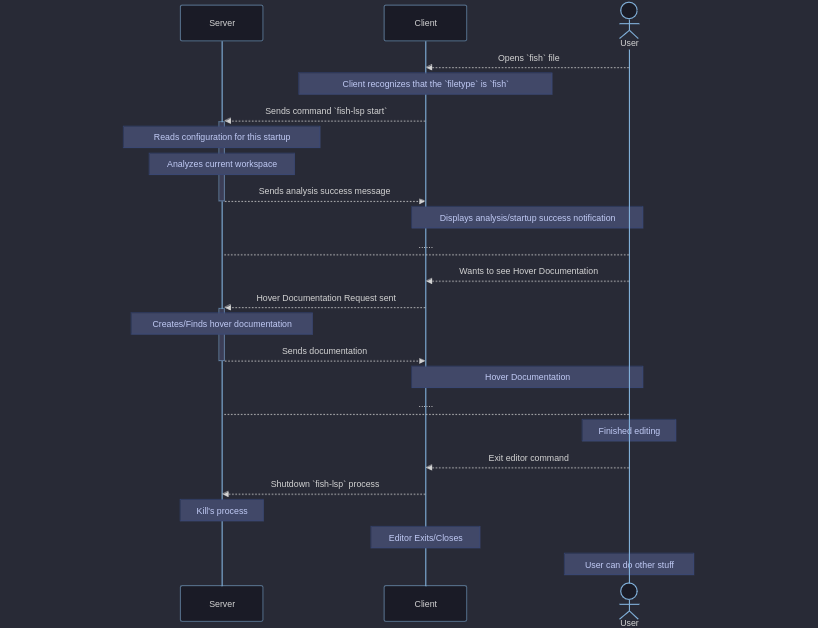 Server
Client
User
Opens `fish` file
Client recognizes that the `filetype` is `fish`
Sends command `fish-lsp start`
Reads configuration for this startup
Analyzes current workspace
Sends analysis success message
Displays analysis/startup success notification
......
Wants to see Hover Documentation
Hover Documentation Request sent
Creates/Finds hover documentation
Sends documentation
Hover Documentation
......
Finished editing
Exit editor command
Shutdown `fish-lsp` process
Kill's process
Editor Exits/Closes
User can do other stuff
Server
Client
User